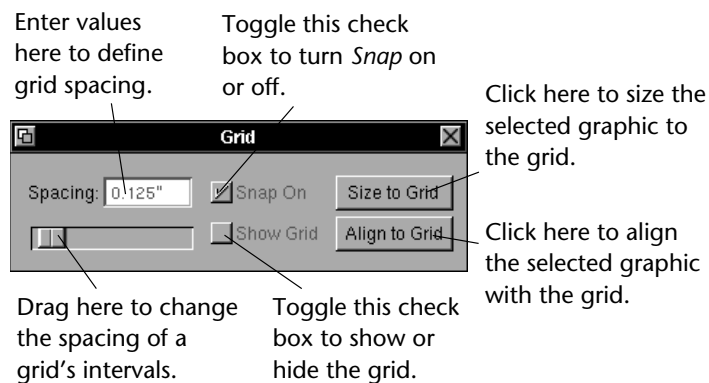 Enter values
here to define
grid spacing.
Toggle this check
box to turn Snap on
or off.
Click here to size the
selected graphic to
the grid.
Grid
Spacing: 0.125"
Snap On
Size to Grid
Show Grid
Align to Grid
Click here to align
the selected graphic
with the grid.
Drag here to change
the spacing of a
grid’s intervals.
Toggle this check
box to show or
hide the grid.